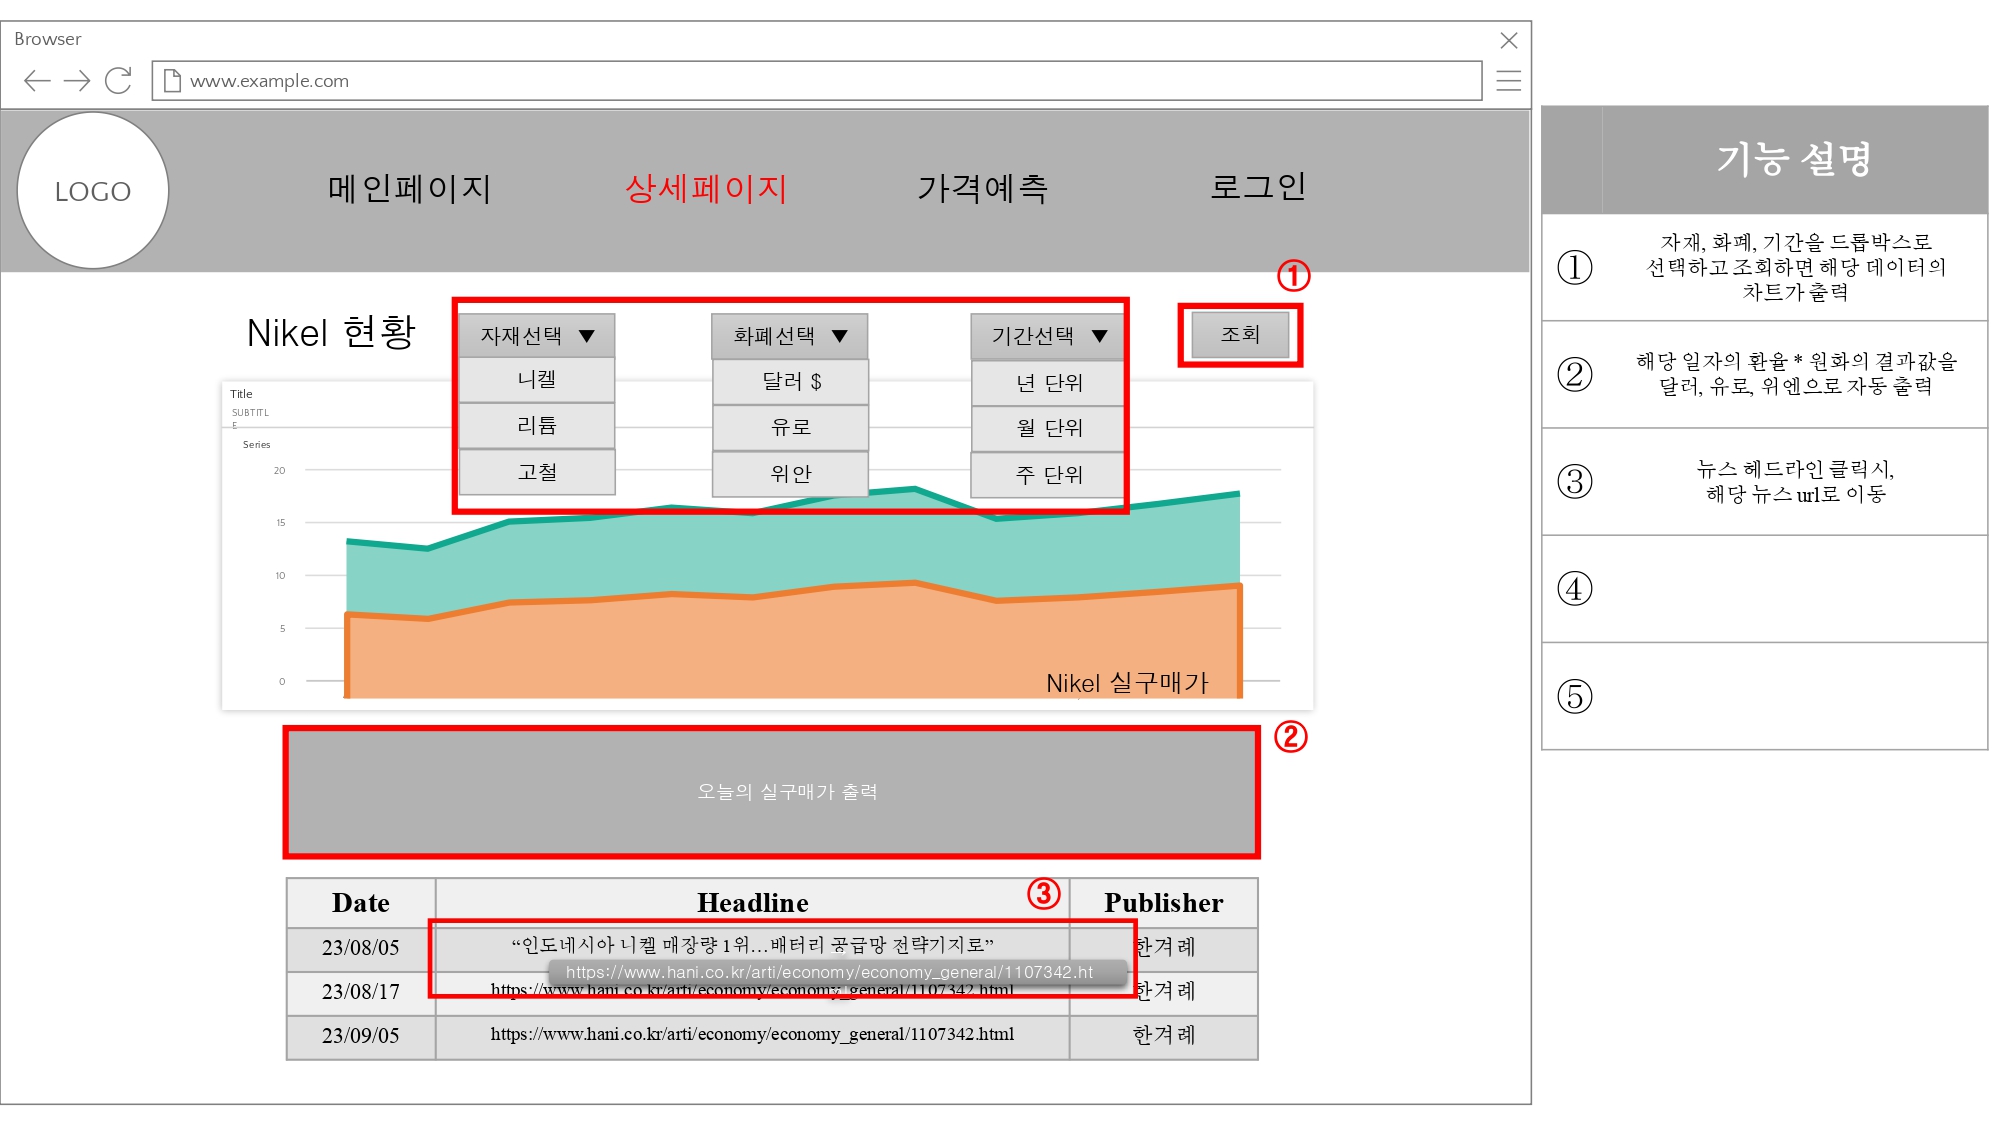 Browser
www.example.com
LOGO
메인페이지
상세페이지
가격예측
로그인
①
Nikel 현황
자재선택 ▼
니켈
리튬
고철
화폐선택 ▼
달러 $
유로
위안
기간선택 ▼
년 단위
월 단위
주 단위
조회
Title
SUBTITL
E
Series
20
15
10
5
0
Nikel 실구매가
②
오늘의 실구매가 출력
Date Headline ③ Publisher
23/08/05 “인도네시아 니켈 매장량 1위…배터리 공급망 전략기지로” 한겨레
https://www.hani.co.kr/arti/economy/economy_general/1107342.ht
23/08/17 https://www.hani.co.kr/arti/economy/economy_general/1107342.html 한겨레
23/09/05 https://www.hani.co.kr/arti/economy/economy_general/1107342.html 한겨레
기능 설명
①
자재, 화폐, 기간을 드롭박스로
선택하고 조회하면 해당 데이터의
차트가 출력
②
해당 일자의 환율 * 원화의 결과값을
달러, 유로, 위엔으로 자동 출력
③
뉴스 헤드라인 클릭시,
해당 뉴스 url로 이동
④
⑤